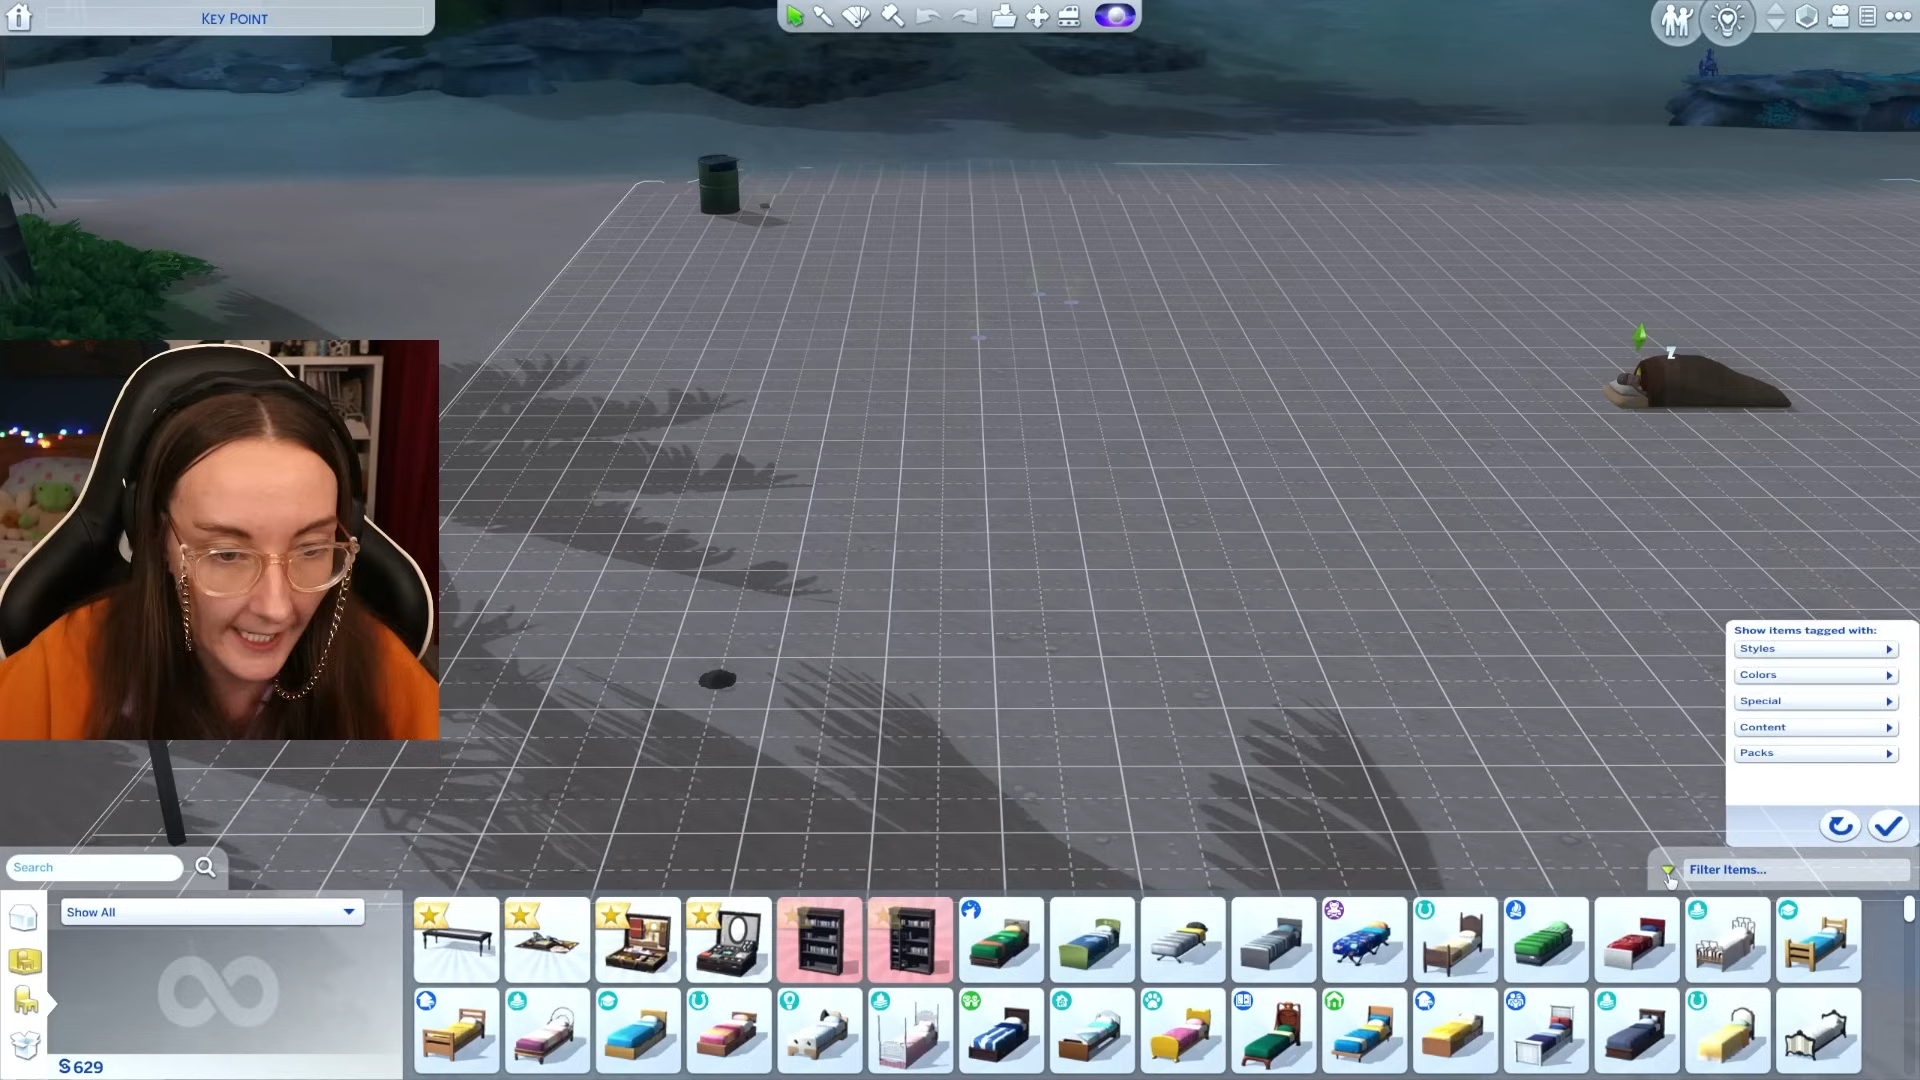 KEY POINT
Z
Show items tagged with:
Styles
Colors
Special
Content
Packs
Search
Filter Items...
Show All
§629